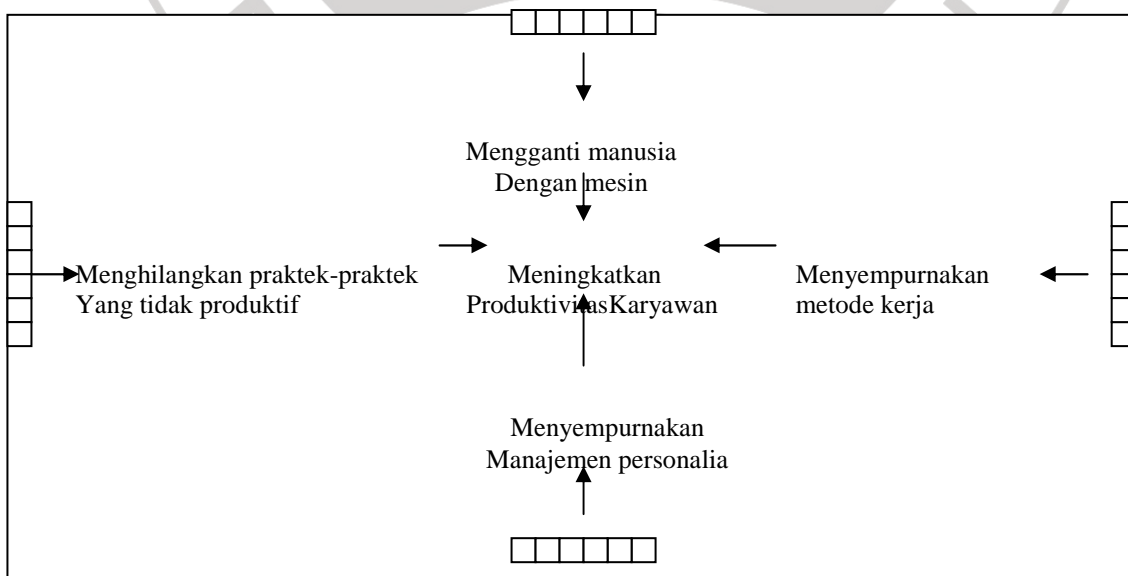 Mengganti manusia
Dengan mesin
Menghilangkan praktek-praktek
Yang tidak produktif
Meningkatkan
ProduktivitasKaryawan
Menyempurnakan
metode kerja
Menyempurnakan
Manajemen personalia